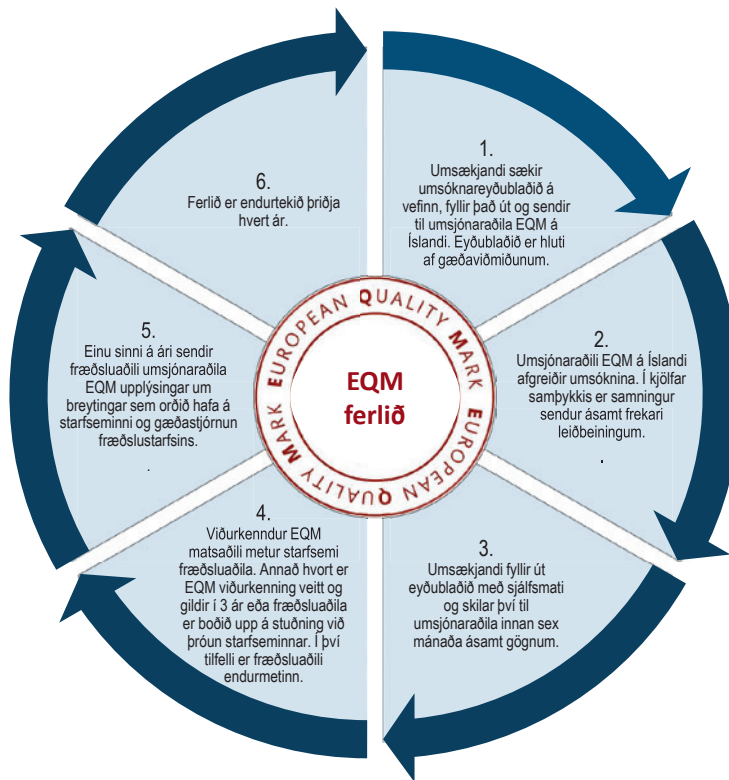 1.
Umsækjandi sækir
umsóknareyðublaðið á
vefinn, fyllir það út og sendir
til umsjónaraðila EQM á
Íslandi. Eyðublaðið er hluti
af gæðaviðmiðunum.
2.
Umsjónaraðili EQM á Íslandi
afgreiðir umsóknina. Í kjölfar
samþykkis er samningur
sendur ásamt frekari
leiðbeiningum.
.
3.
Umsækjandi fyllir út
eyðublaðið með sjálfsmati
og skilar því til
umsjónaraðila innan sex
mánaða ásamt gögnum.
4.
Viðurkenndur EQM
matsaðili metur starfsemi
fræðsluaðila. Annað hvort er
EQM viðurkenning veitt og
gildir í 3 ár eða fræðsluaðila
er boðið upp á stuðning við
þróun starfseminnar. Í því
tilfelli er fræðsluaðili
endurmetinn.
5.
Einu sinni á ári sendir
fræðsluaðili umsjónaraðila
EQM upplýsingar um
breytingar sem orðið hafa á
starfseminni og gæðastjórnun
fræðslustarfsins.
.
6.
Ferlið er endurtekið þriðja
hvert ár.
EUROPEAN QUALITY MARK
EUROPEAN QUALITY MARK
EQM
ferlið